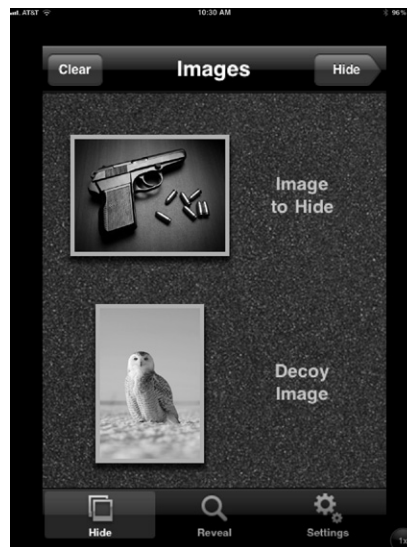 AT&T 10:30 AM 96%
Clear Images Hide
Image
to Hide
Decoy
Image
Hide Reveal Settings
1x